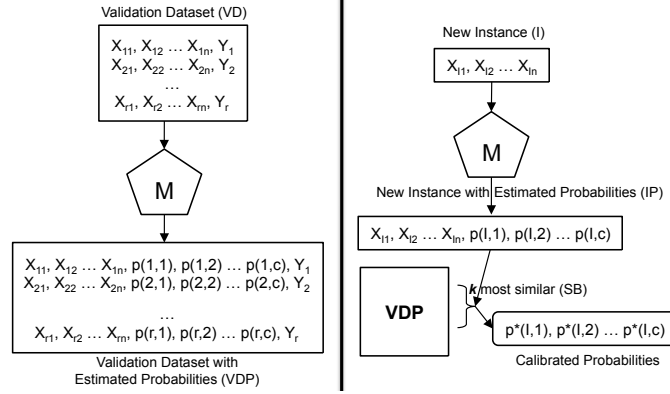 Validation Dataset (VD)
X11, X12 … X1n, Y1
X21, X22 … X2n, Y2
…
Xr1, Xr2 … Xrn, Yr
M
X11, X12 … X1n, p(1,1), p(1,2) … p(1,c), Y1
X21, X22 … X2n, p(2,1), p(2,2) … p(2,c), Y2
…
Xr1, Xr2 … Xrn, p(r,1), p(r,2) … p(r,c), Yr
Validation Dataset with
Estimated Probabilities (VDP)
New Instance (I)
XI1, XI2 … XIn
M
New Instance with Estimated Probabilities (IP)
XI1, XI2 … XIn, p(I,1), p(I,2) … p(I,c)
VDP
k most similar (SB)
p*(I,1), p*(I,2) … p*(I,c)
Calibrated Probabilities